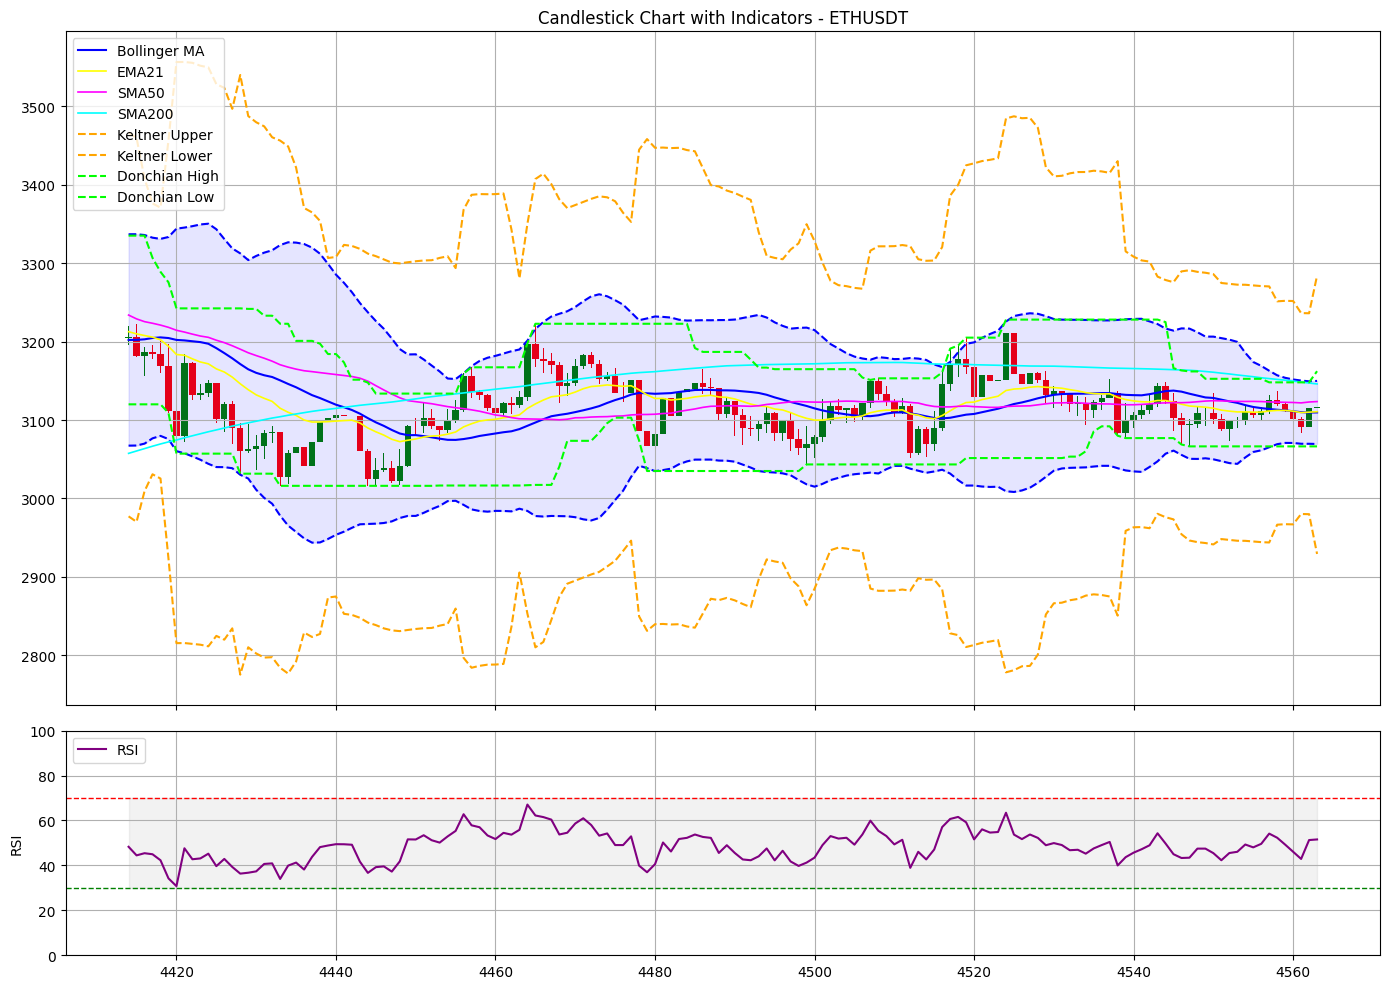 Candlestick Chart with Indicators - ETHUSDT
Bollinger MA
EMA21
SMA50
SMA200
Keltner Upper
Keltner Lower
Donchian High
Donchian Low
3500
3400
3300
3200
3100
3000
2900
2800
RSI
100
80
60
40
20
0
RSI
4420
4440
4460
4480
4500
4520
4540
4560